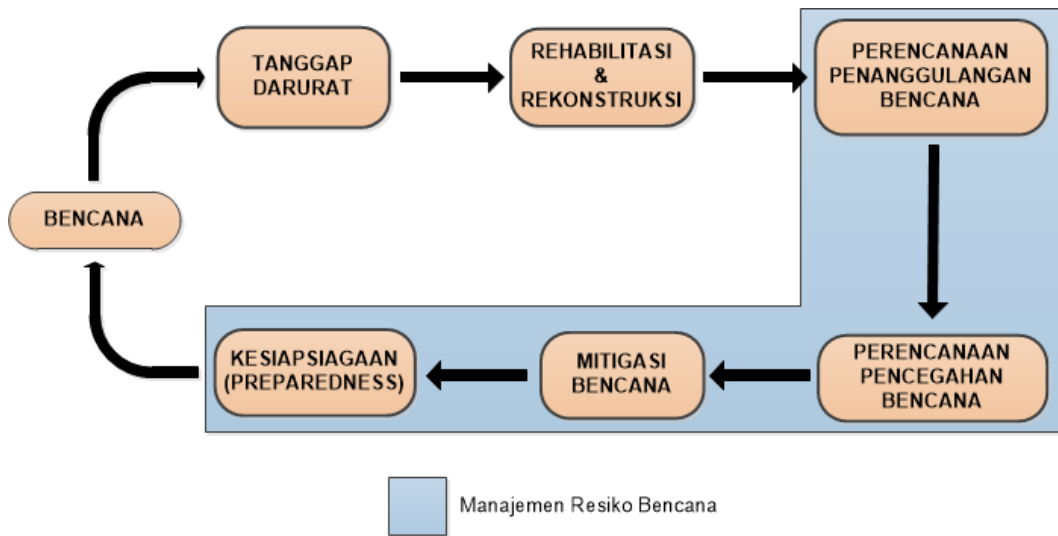 TANGGAP
DARURAT
REHABILITASI
&
REKONSTRUKSI
PERENCANAAN
PENANGGULANGAN
BENCANA
BENCANA
KESIAPSIAGAAN
(PREPAREDNESS)
MITIGASI
BENCANA
PERENCANAAN
PENCEGAHAN
BENCANA
Manajemen Resiko Bencana